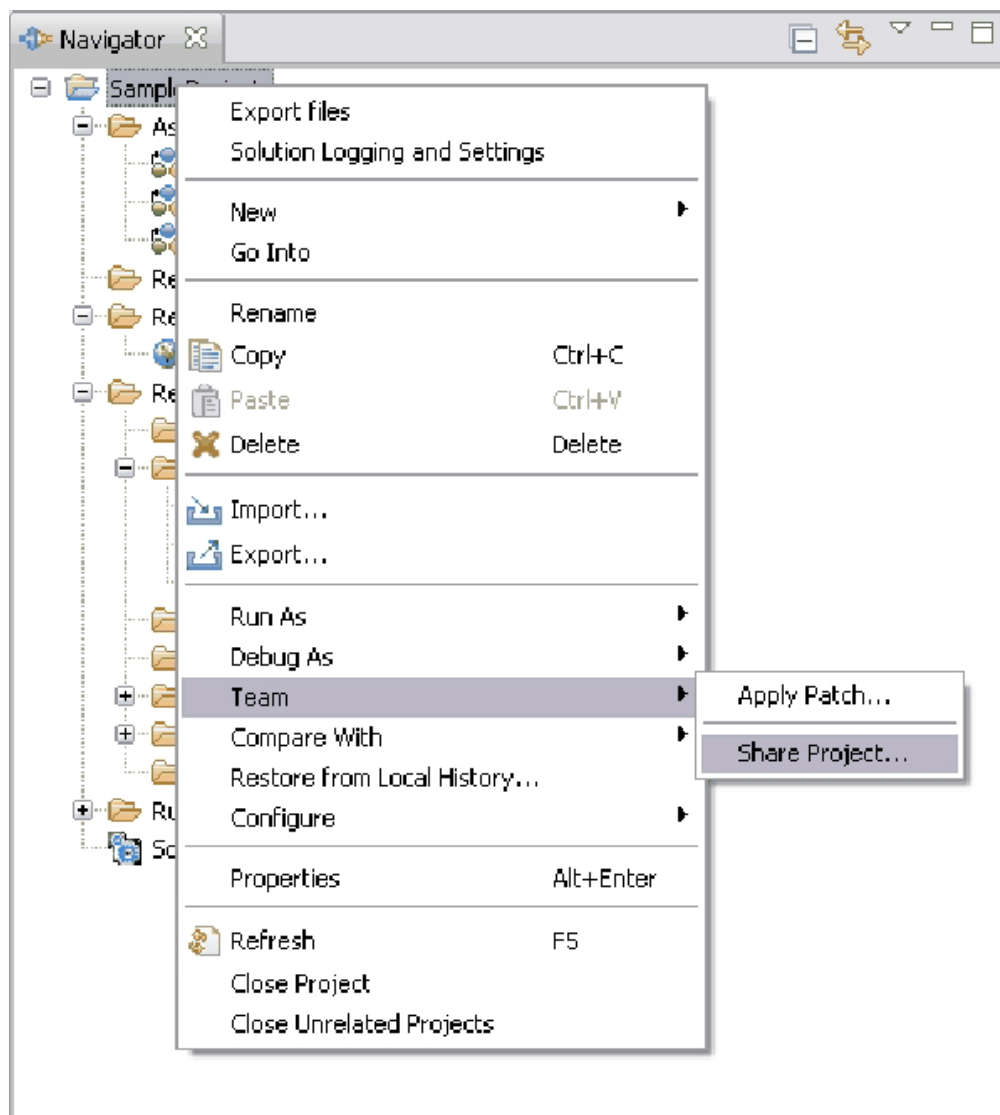 Navigator
Export files
Solution Logging and Settings
New
Go Into
Rename
Copy Ctrl+C
Paste Ctrl+V
Delete Delete
Import...
Export...
Run As
Debug As
Team
Apply Patch...
Compare With
Share Project...
Restore from Local History...
Configure
Properties Alt+Enter
Refresh F5
Close Project
Close Unrelated Projects